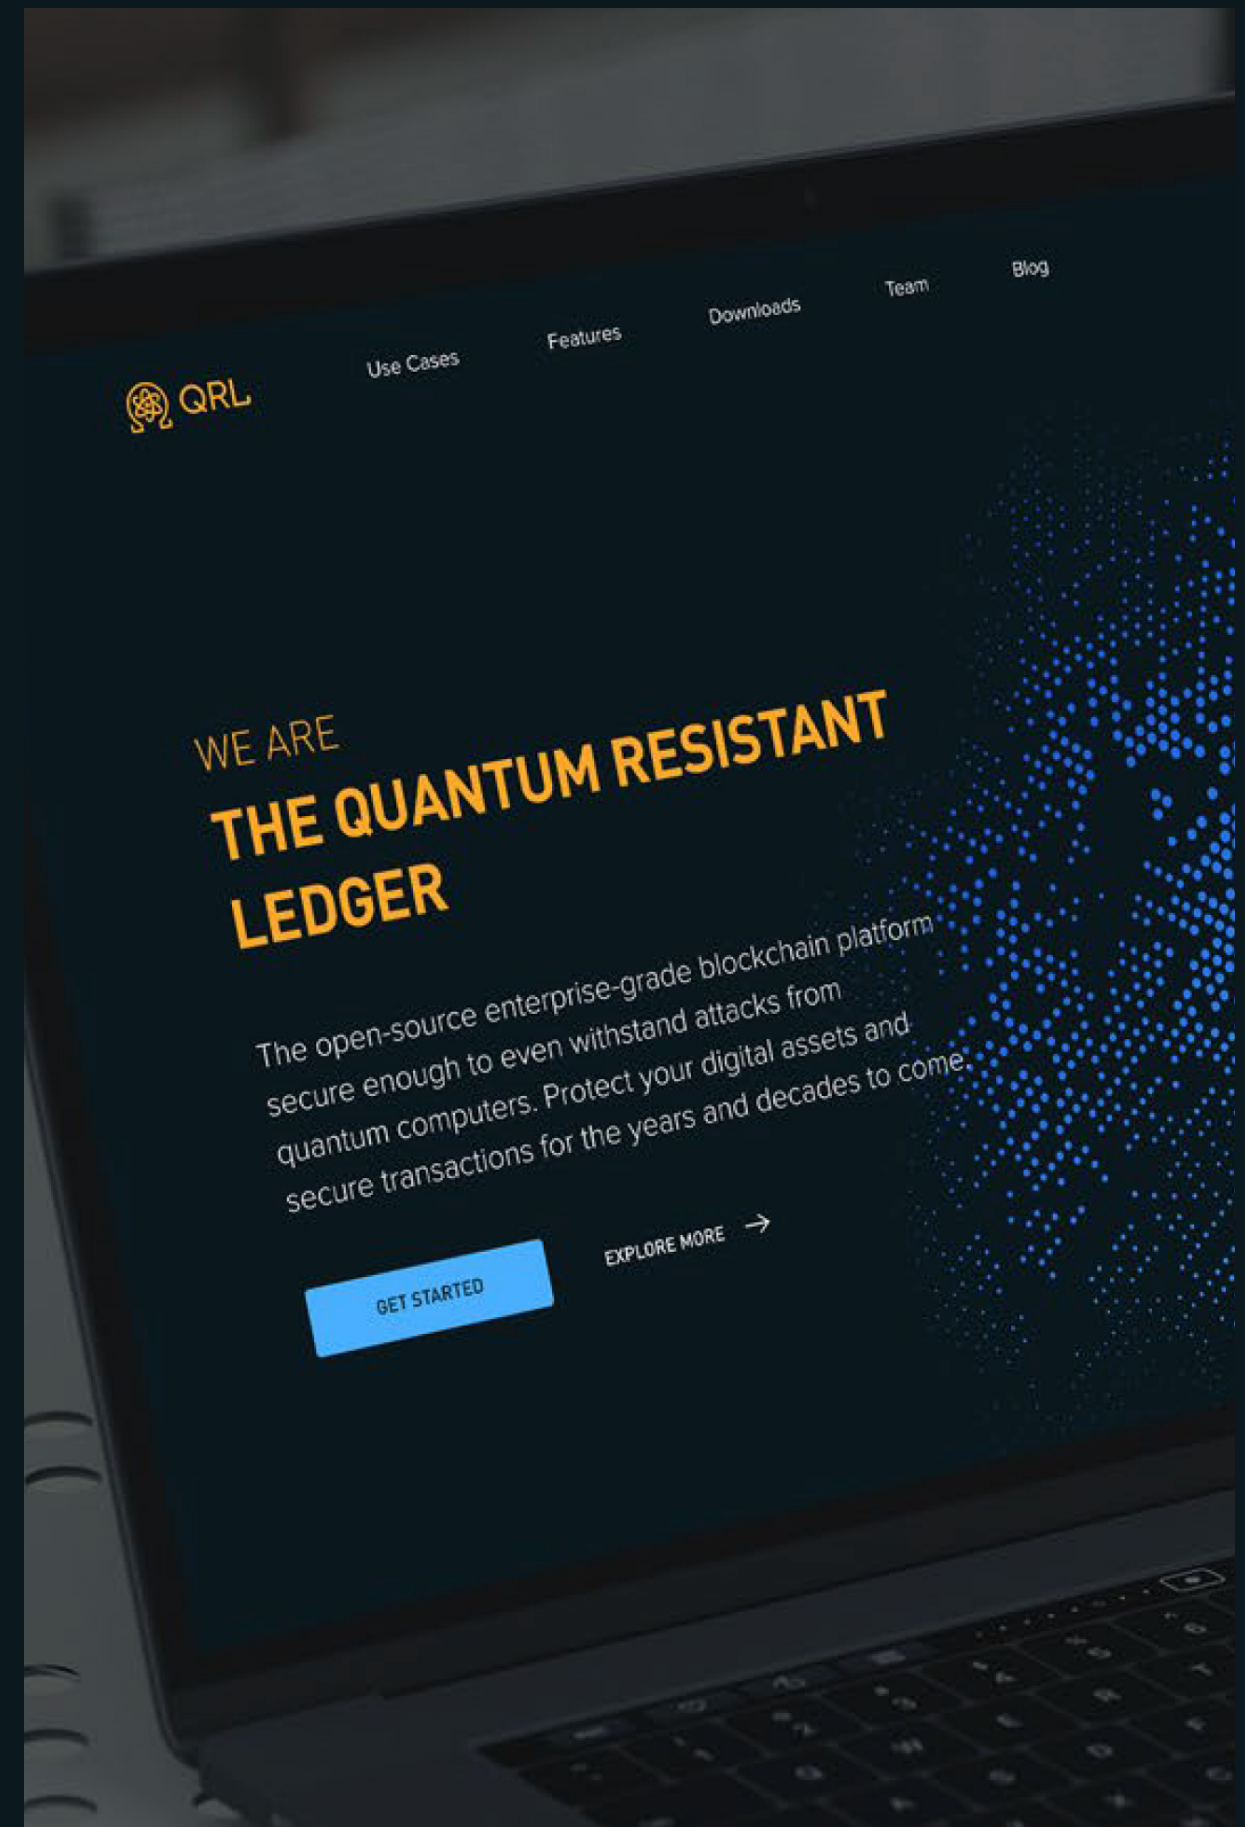 QRL
Use Cases
Features
Downloads
Team
Blog
WE ARE
THE QUANTUM RESISTANT
LEDGER
The open-source enterprise-grade blockchain platform
secure enough to even withstand attacks from
quantum computers. Protect your digital assets and
secure transactions for the years and decades to come.
GET STARTED
EXPLORE MORE →